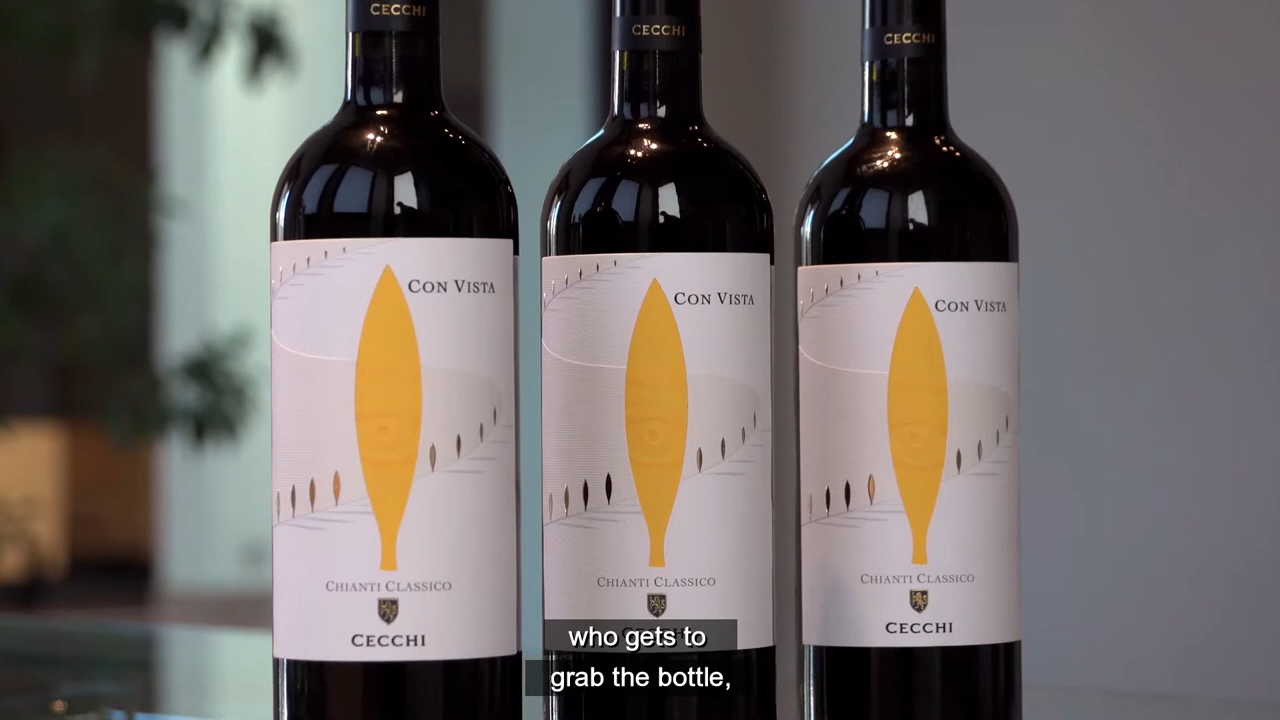 CECCHI
CECCHI
CECCHI
CON VISTA
CHIANTI CLASSICO
CECCHI
CON VISTA
CHIANTI CLASSICO
CON VISTA
CHIANTI CLASSICO
CECCHI
who gets to
grab the bottle,